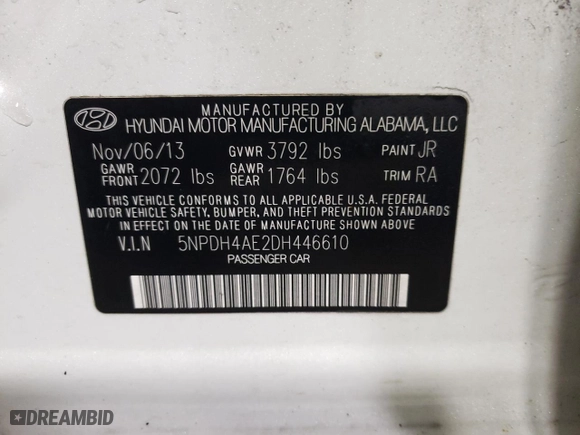 MANUFACTURED BY
HYUNDAI MOTOR MANUFACTURING ALABAMA, LLC
Nov/06/13 GVWR 3792 lbs PAINT JR
GAWR FRONT 2072 lbs GAWR REAR 1764 lbs TRIM RA
THIS VEHICLE CONFORMS TO ALL APPLICABLE U.S.A. FEDERAL
MOTOR VEHICLE SAFETY, BUMPER, AND THEFT PREVENTION STANDARDS
IN EFFECT ON THE DATE OF MANUFACTURE SHOWN ABOVE
V.I.N 5NPDH4AE2DH446610
PASSENGER CAR
DREAMBID